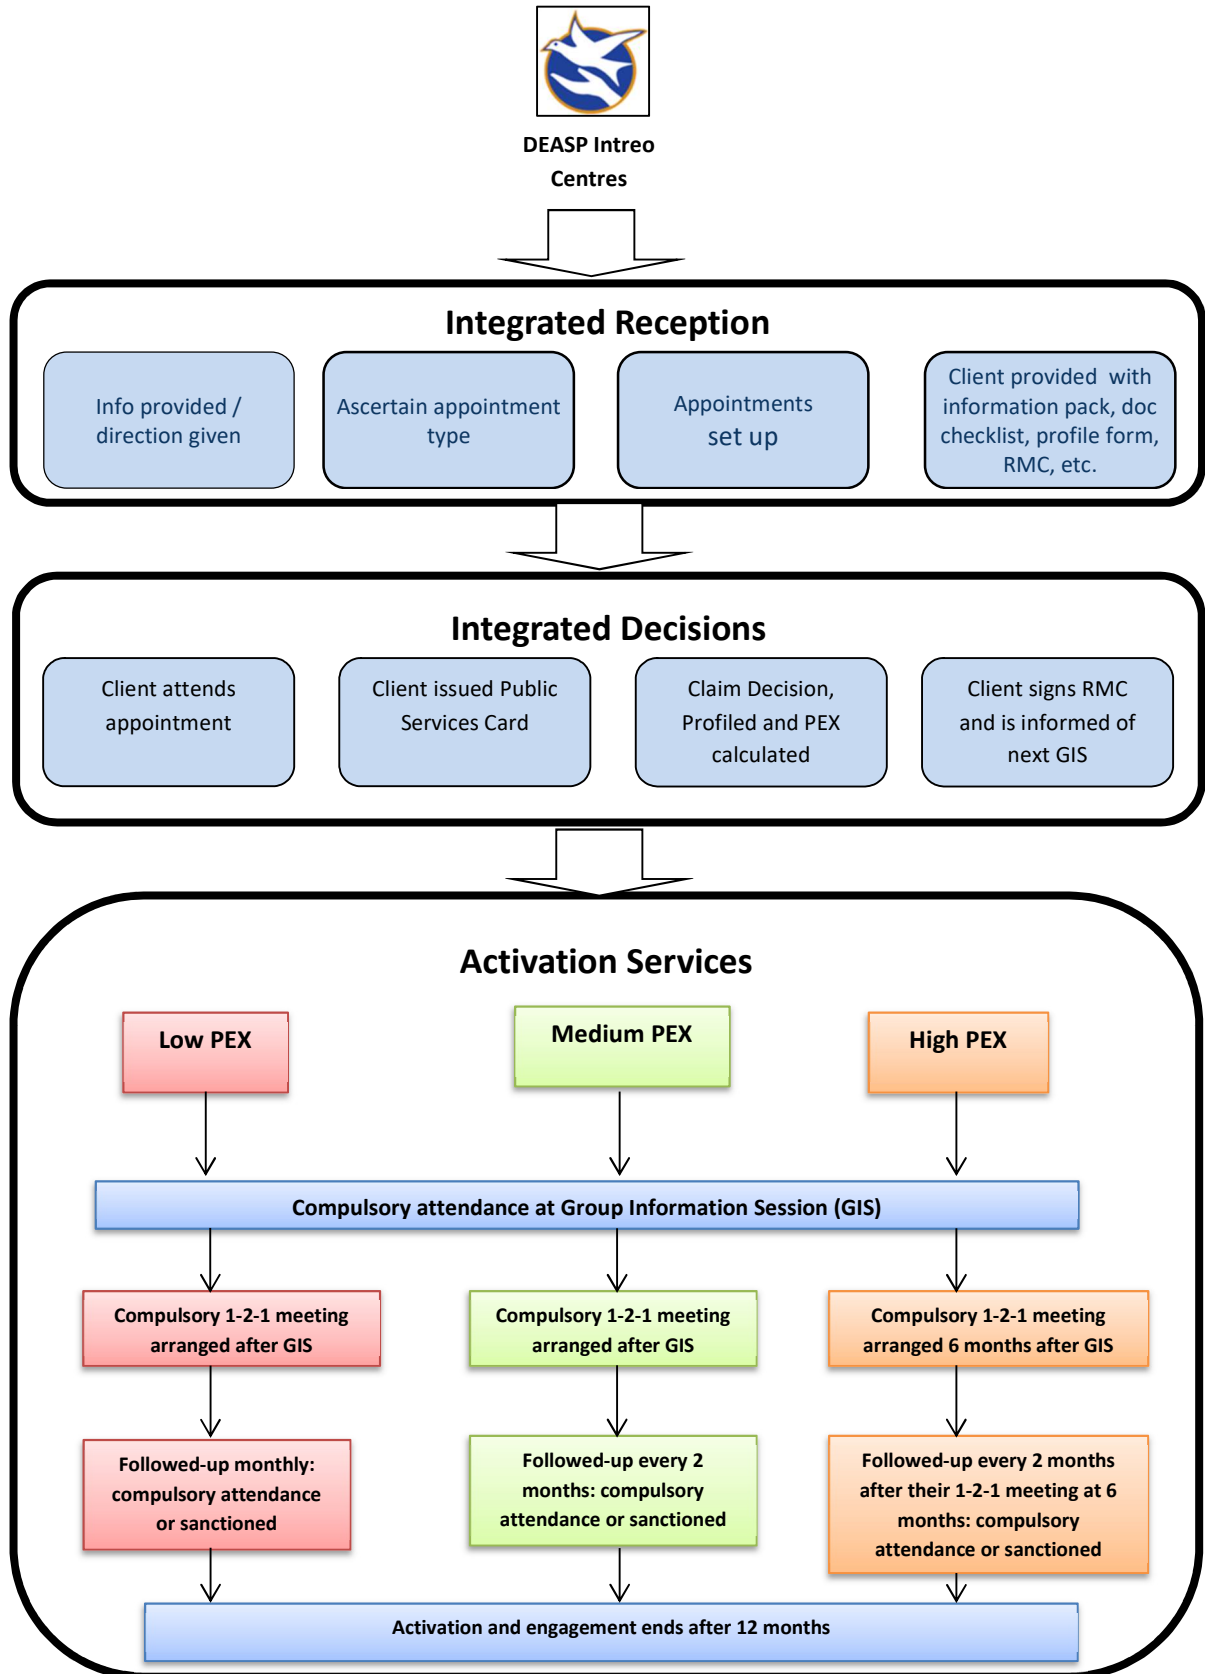 DEASP Intreo
Centres
Integrated Reception
Info provided /
direction given
Ascertain appointment
type
Appointments
set up
Client provided with
information pack, doc
checklist, profile form,
RMC, etc.
Integrated Decisions
Client attends
appointment
Client issued Public
Services Card
Claim Decision,
Profiled and PEX
calculated
Client signs RMC
and is informed of
next GIS
Activation Services
Low PEX
Medium PEX
High PEX
Compulsory attendance at Group Information Session (GIS)
Compulsory 1-2-1 meeting
arranged after GIS
Compulsory 1-2-1 meeting
arranged after GIS
Compulsory 1-2-1 meeting
arranged 6 months after GIS
Followed-up monthly:
compulsory attendance
or sanctioned
Followed-up every 2
months: compulsory
attendance or sanctioned
Followed-up every 2 months
after their 1-2-1 meeting at 6
months: compulsory
attendance or sanctioned
Activation and engagement ends after 12 months